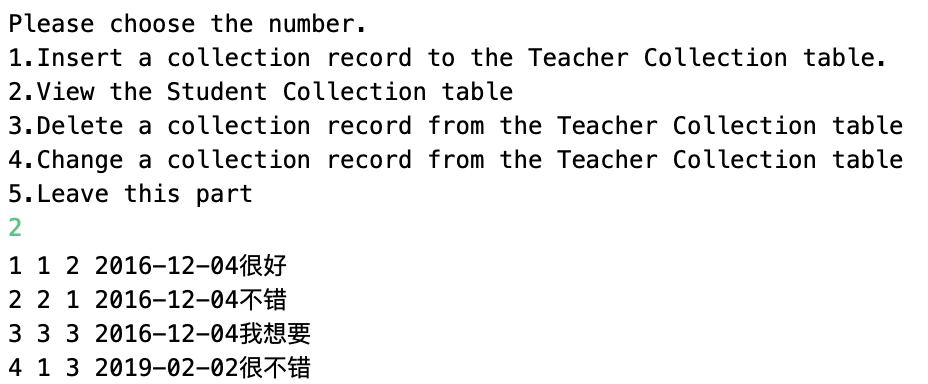 Please choose the number.
1.Insert a collection record to the Teacher Collection table.
2.View the Student Collection table
3.Delete a collection record from the Teacher Collection table
4.Change a collection record from the Teacher Collection table
5.Leave this part
2
1 1 2 2016-12-04很好
2 2 1 2016-12-04不错
3 3 3 2016-12-04我想要
4 1 3 2019-02-02很不错